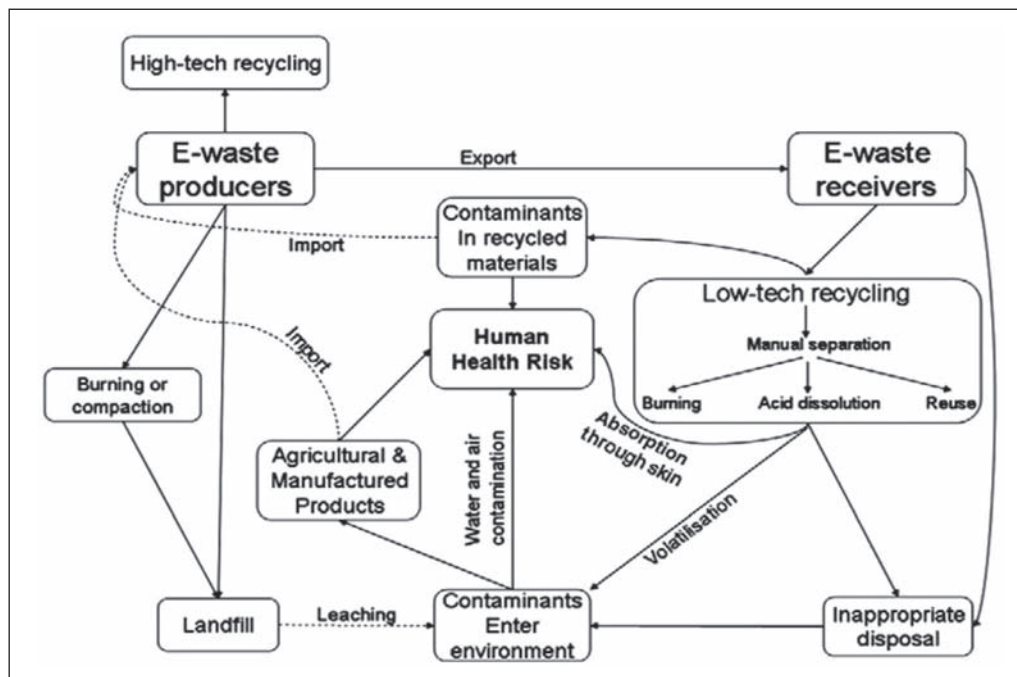 High-tech recycling
E-waste
producers
Export
E-waste
receivers
Contaminants
In recycled
materials
Import
Low-tech recycling
Manual separation
Burning
Acid dissolution
Reuse
Human
Health Risk
Import
Burning or
compaction
Absorption
through skin
Agricultural &
Manufactured
Products
Water and air
contamination
Volatilisation
Landfill
Leaching
Contaminants
Enter
environment
Inappropriate
disposal